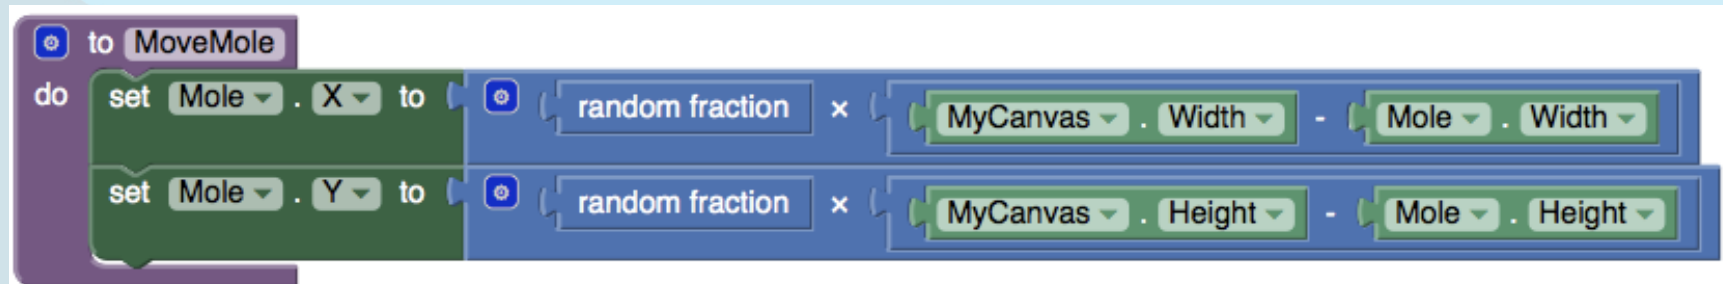 to MoveMole
do set Mole . X to random fraction × MyCanvas . Width - Mole . Width
set Mole . Y to random fraction × MyCanvas . Height - Mole . Height